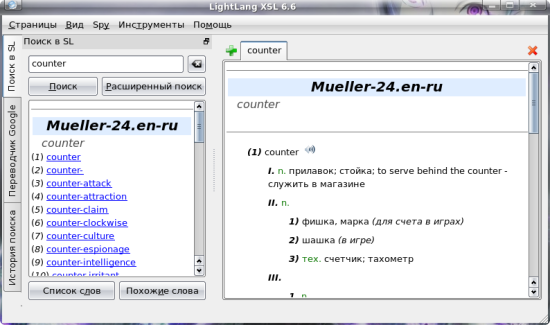 LightLang XSL 6.6
Страницы Вид Spy Инструменты Помощь
Поиск в SL
Поиск в SL
Переводчик Google
История поиска
counter
Поиск Расширенный поиск
Mueller-24.en-ru
counter
(1) counter
(2) counter-
(3) counter-attack
(4) counter-attraction
(5) counter-claim
(6) counter-clockwise
(7) counter-culture
(8) counter-espionage
(9) counter-intelligence
(10) counter-irritant
Список слов Похожие слова
counter
Mueller-24.en-ru
counter
(1) counter
I. n. прилавок; стойка; to serve behind the counter -
служить в магазине
II. n.
1) фишка, марка (для счета в играх)
2) шашка (в игре)
3) тех. счетчик; тахометр
III.
1. n.